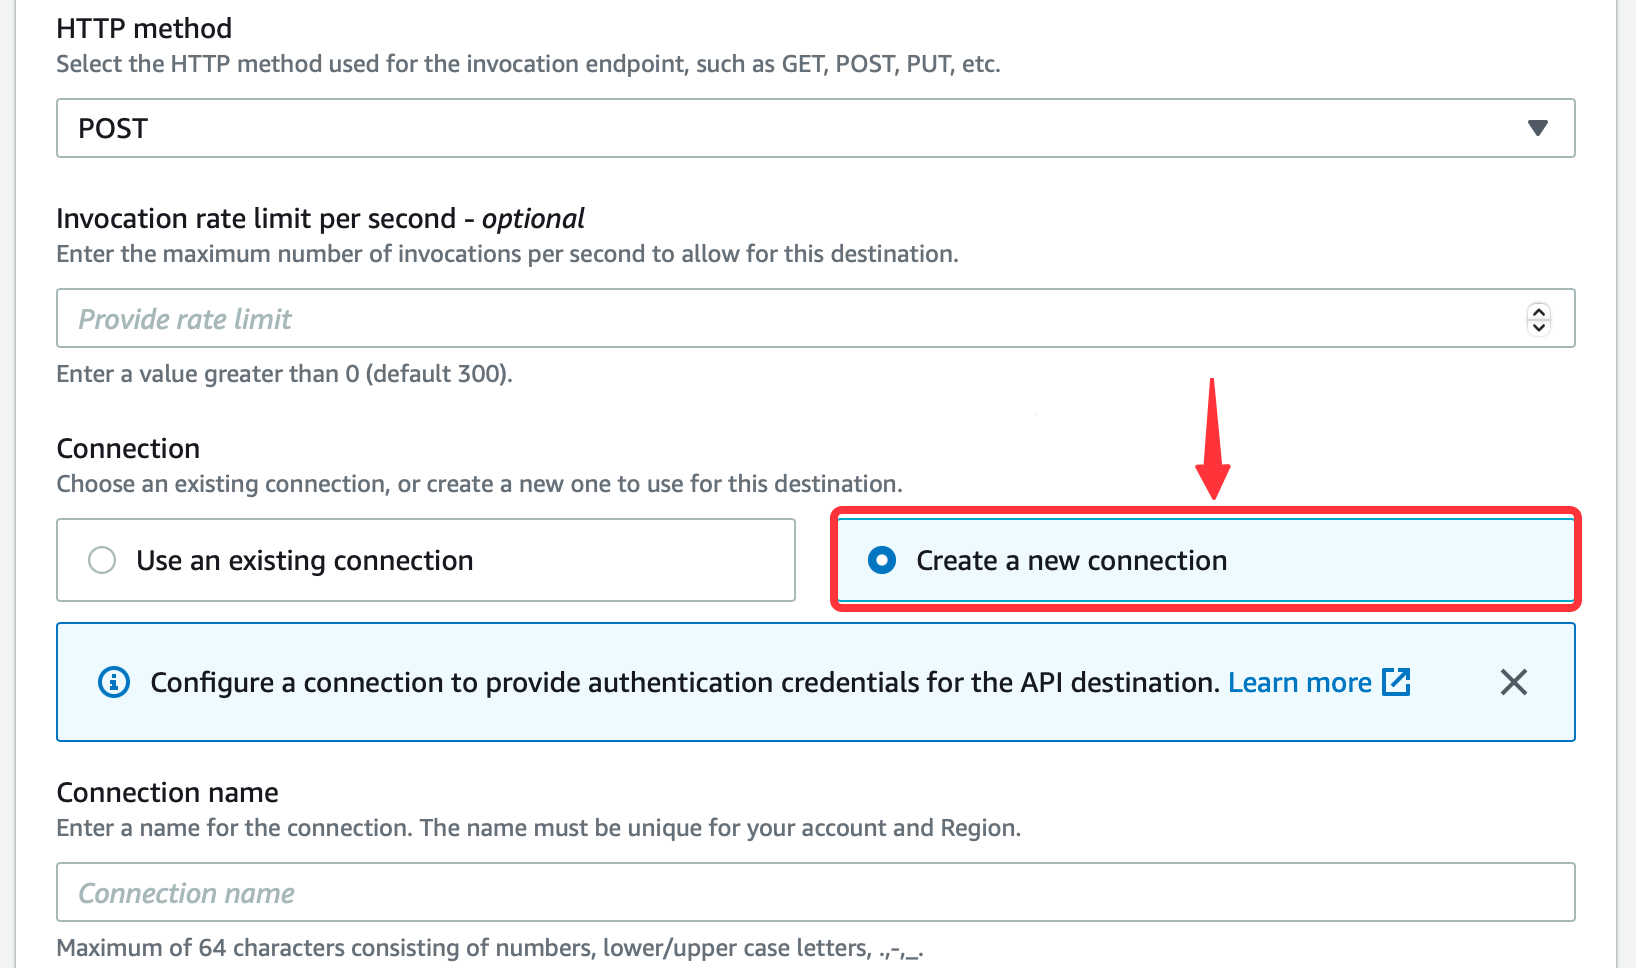 HTTP method
Select the HTTP method used for the invocation endpoint, such as GET, POST, PUT, etc.
POST
Invocation rate limit per second - optional
Enter the maximum number of invocations per second to allow for this destination.
Provide rate limit
Enter a value greater than 0 (default 300).
Connection
Choose an existing connection, or create a new one to use for this destination.
Use an existing connection
Create a new connection
Configure a connection to provide authentication credentials for the API destination. Learn more
Connection name
Enter a name for the connection. The name must be unique for your account and Region.
Connection name
Maximum of 64 characters consisting of numbers, lower/upper case letters, .,-,_.